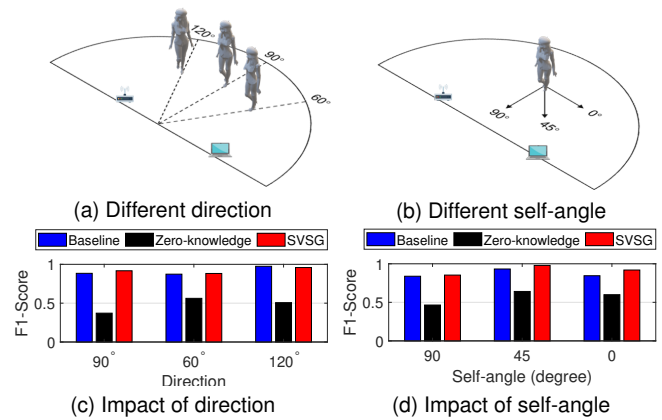 120°
90°
60°
90°
45°
0°
(a) Different direction
(b) Different self-angle
Baseline Zero-knowledge SVSG
F1-Score
1
0.5
0
90° 60° 120°
Direction
(c) Impact of direction
Baseline Zero-knowledge SVSG
F1-Score
1
0.5
0
90 45 0
Self-angle (degree)
(d) Impact of self-angle